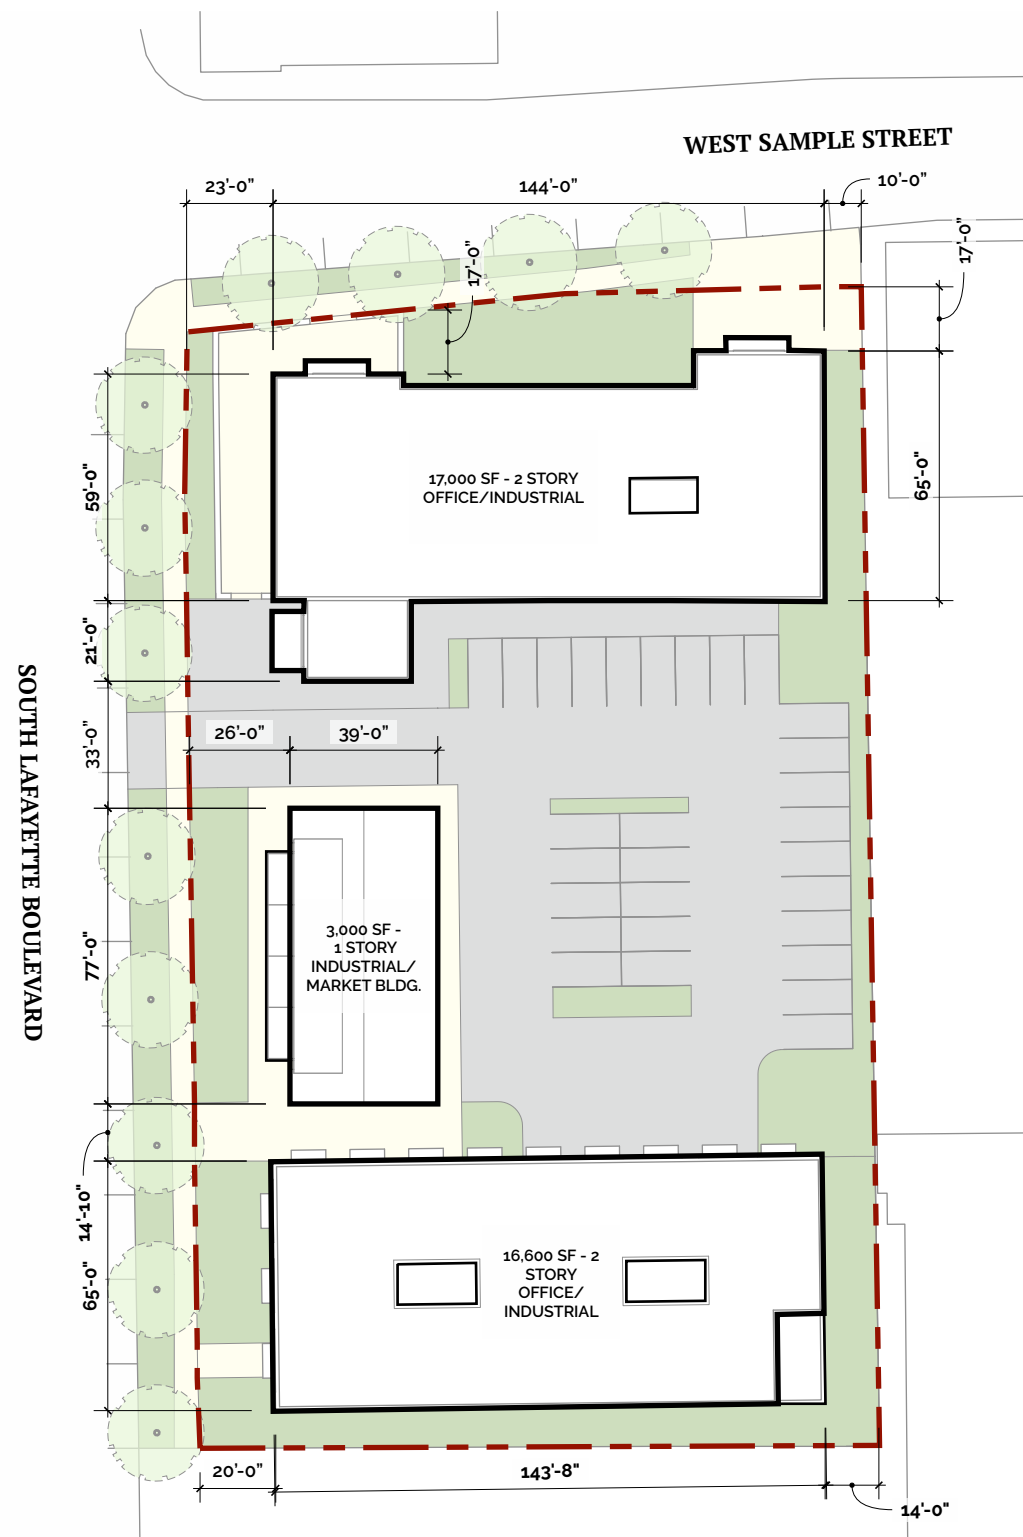 WEST SAMPLE STREET
23'-0"
144'-0"
10'-0"
17'-0"
17'-0"
59'-0"
17,000 SF - 2 STORY
OFFICE/INDUSTRIAL
65'-0"
21'-0"
SOUTH LAFAYETTE BOULEVARD
33'-0"
26'-0"
39'-0"
77'-0"
3,000 SF -
1 STORY
INDUSTRIAL/
MARKET BLDG.
14'-10"
65'-0"
16,600 SF - 2
STORY
OFFICE/
INDUSTRIAL
20'-0"
143'-8"
14'-0"